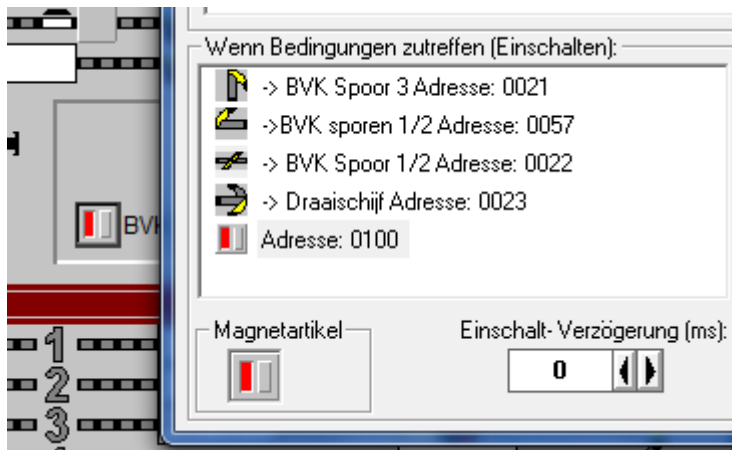 Wenn Bedingungen zutreffen (Einschalten):
-> BVK Spoor 3 Adresse: 0021
->BVK sporen 1/2 Adresse: 0057
-> BVK Spoor 1/2 Adresse: 0022
-> Draaischijf Adresse: 0023
Adresse: 0100
BVK
Magnetartikel
Einschalt- Verzögerung (ms):
0
1
2
3